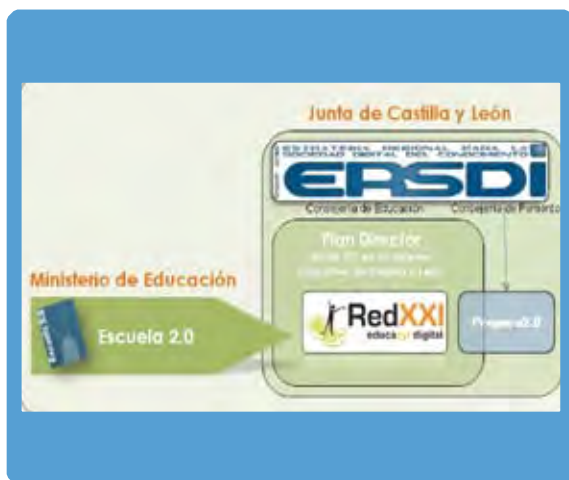 Junta de Castilla y León
ESTRATEGIA REGIONAL PARA LA
SOCIEDAD DIGITAL DEL CONOCIMIENTO
ERSDI
Consejería de Educación Consejería de Fomento
Plan Director
Ministerio de Educación
Escuela 2.0
RedXXI
educacyl digital